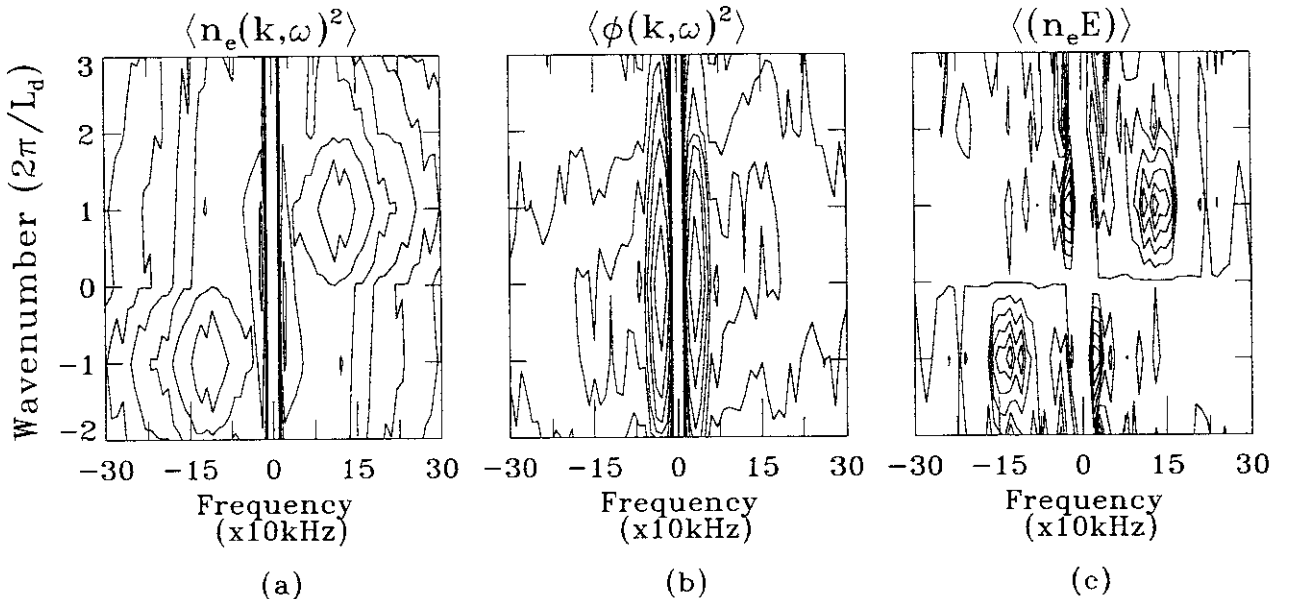 ⟨n_e(k,ω)²⟩
⟨ϕ(k,ω)²⟩
⟨(n_eE)⟩
Wavenumber (2π/L_d)
3
2
1
0
−1
−2
−30 −15 0 15 30
−30 −15 0 15 30
−30 −15 0 15 30
Frequency
(x10kHz)
Frequency
(x10kHz)
Frequency
(x10kHz)
(a)
(b)
(c)